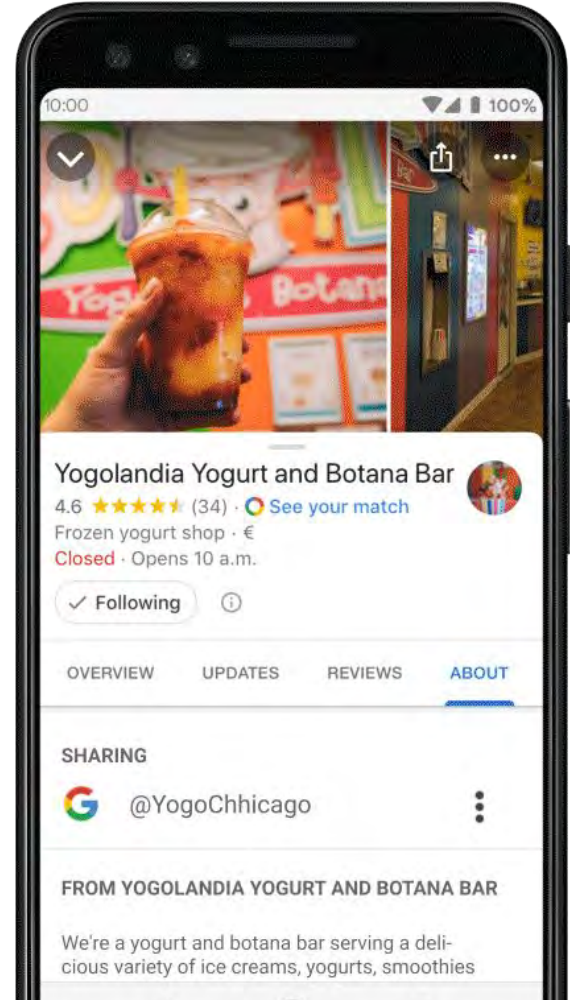 10:00
100%
Yog
Botana
Yogolandia Yogurt and Botana Bar
4.6 (34) · See your match
Frozen yogurt shop · €
Closed · Opens 10 a.m.
Following
OVERVIEW UPDATES REVIEWS ABOUT
SHARING
@YogoChhicago
FROM YOGOLANDIA YOGURT AND BOTANA BAR
We're a yogurt and botana bar serving a deli-
cious variety of ice creams, yogurts, smoothies